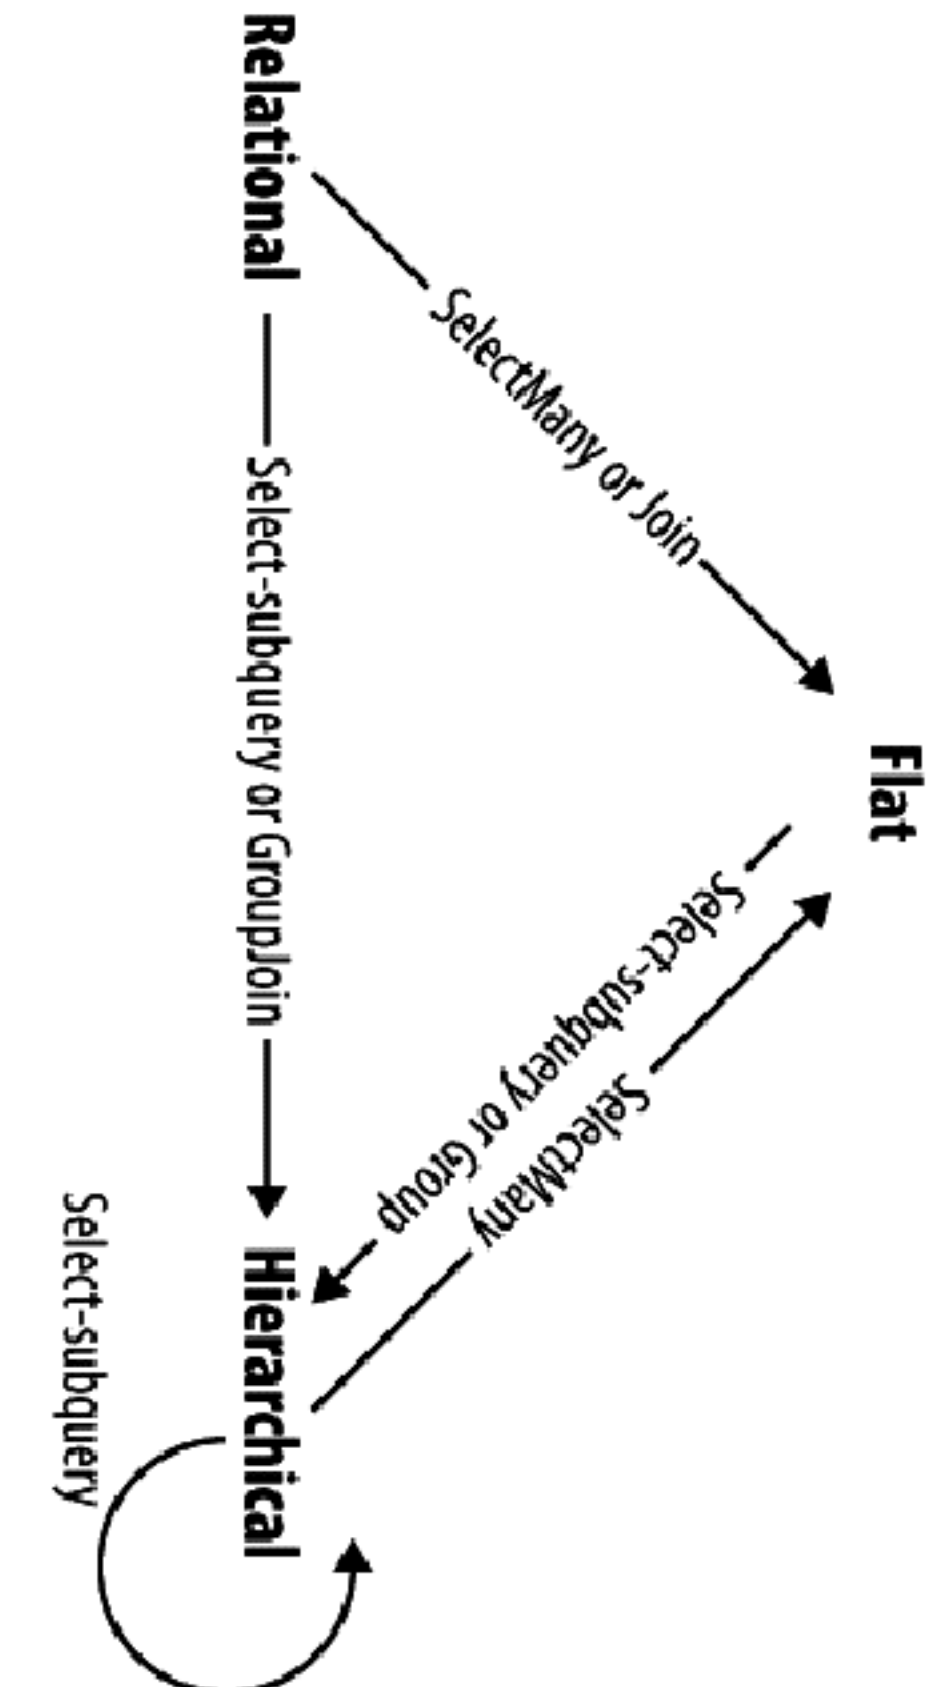 Flat
SelectMany or Join
Select-subquery or Group
SelectMany
Relational
Select-subquery or GroupJoin
Hierarchical
Select-subquery